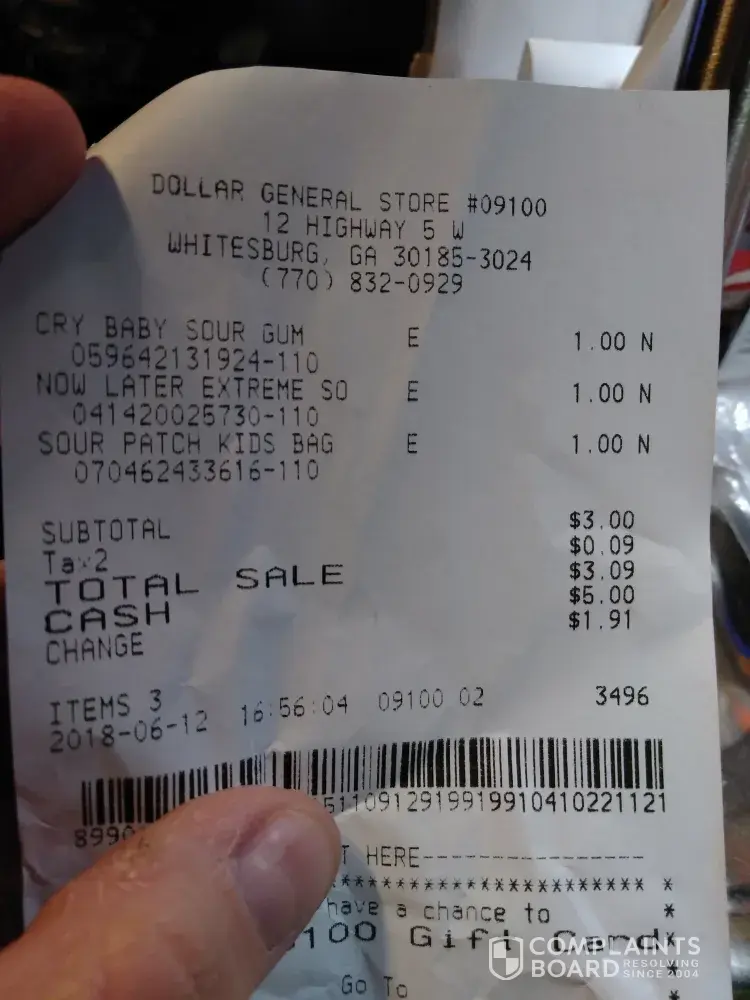 DOLLAR GENERAL STORE #09100
12 HIGHWAY 5 W
WHITESBURG, GA 30185-3024
(770) 832-0929
CRY BABY SOUR GUM E 1.00 N
059642131924-110
NOW LATER EXTREME SO E 1.00 N
041420025730-110
SOUR PATCH KIDS BAG E 1.00 N
070462433616-110
SUBTOTAL $3.00
Tax2 $0.09
TOTAL SALE $3.09
CASH $5.00
CHANGE $1.91
ITEMS 3
2018-06-12 16:56:04 09100 02 3496
8990 5110912919919910410221121
T HERE----------------
************************ *
have a chance to *
$100 Gift Card*
Go To *
COMPLAINTS
BOARD RESOLVING
SINCE 2004